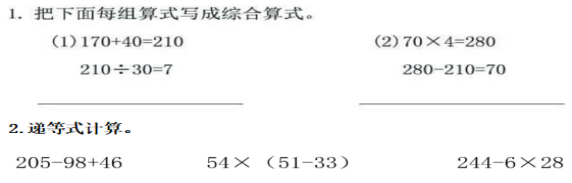 1. 把下面每组算式写成综合算式。
(1)170+40=210 (2)70×4=280
210÷30=7 280-210=70
2.递等式计算。
205-98+46 54×（51-33） 244-6×28